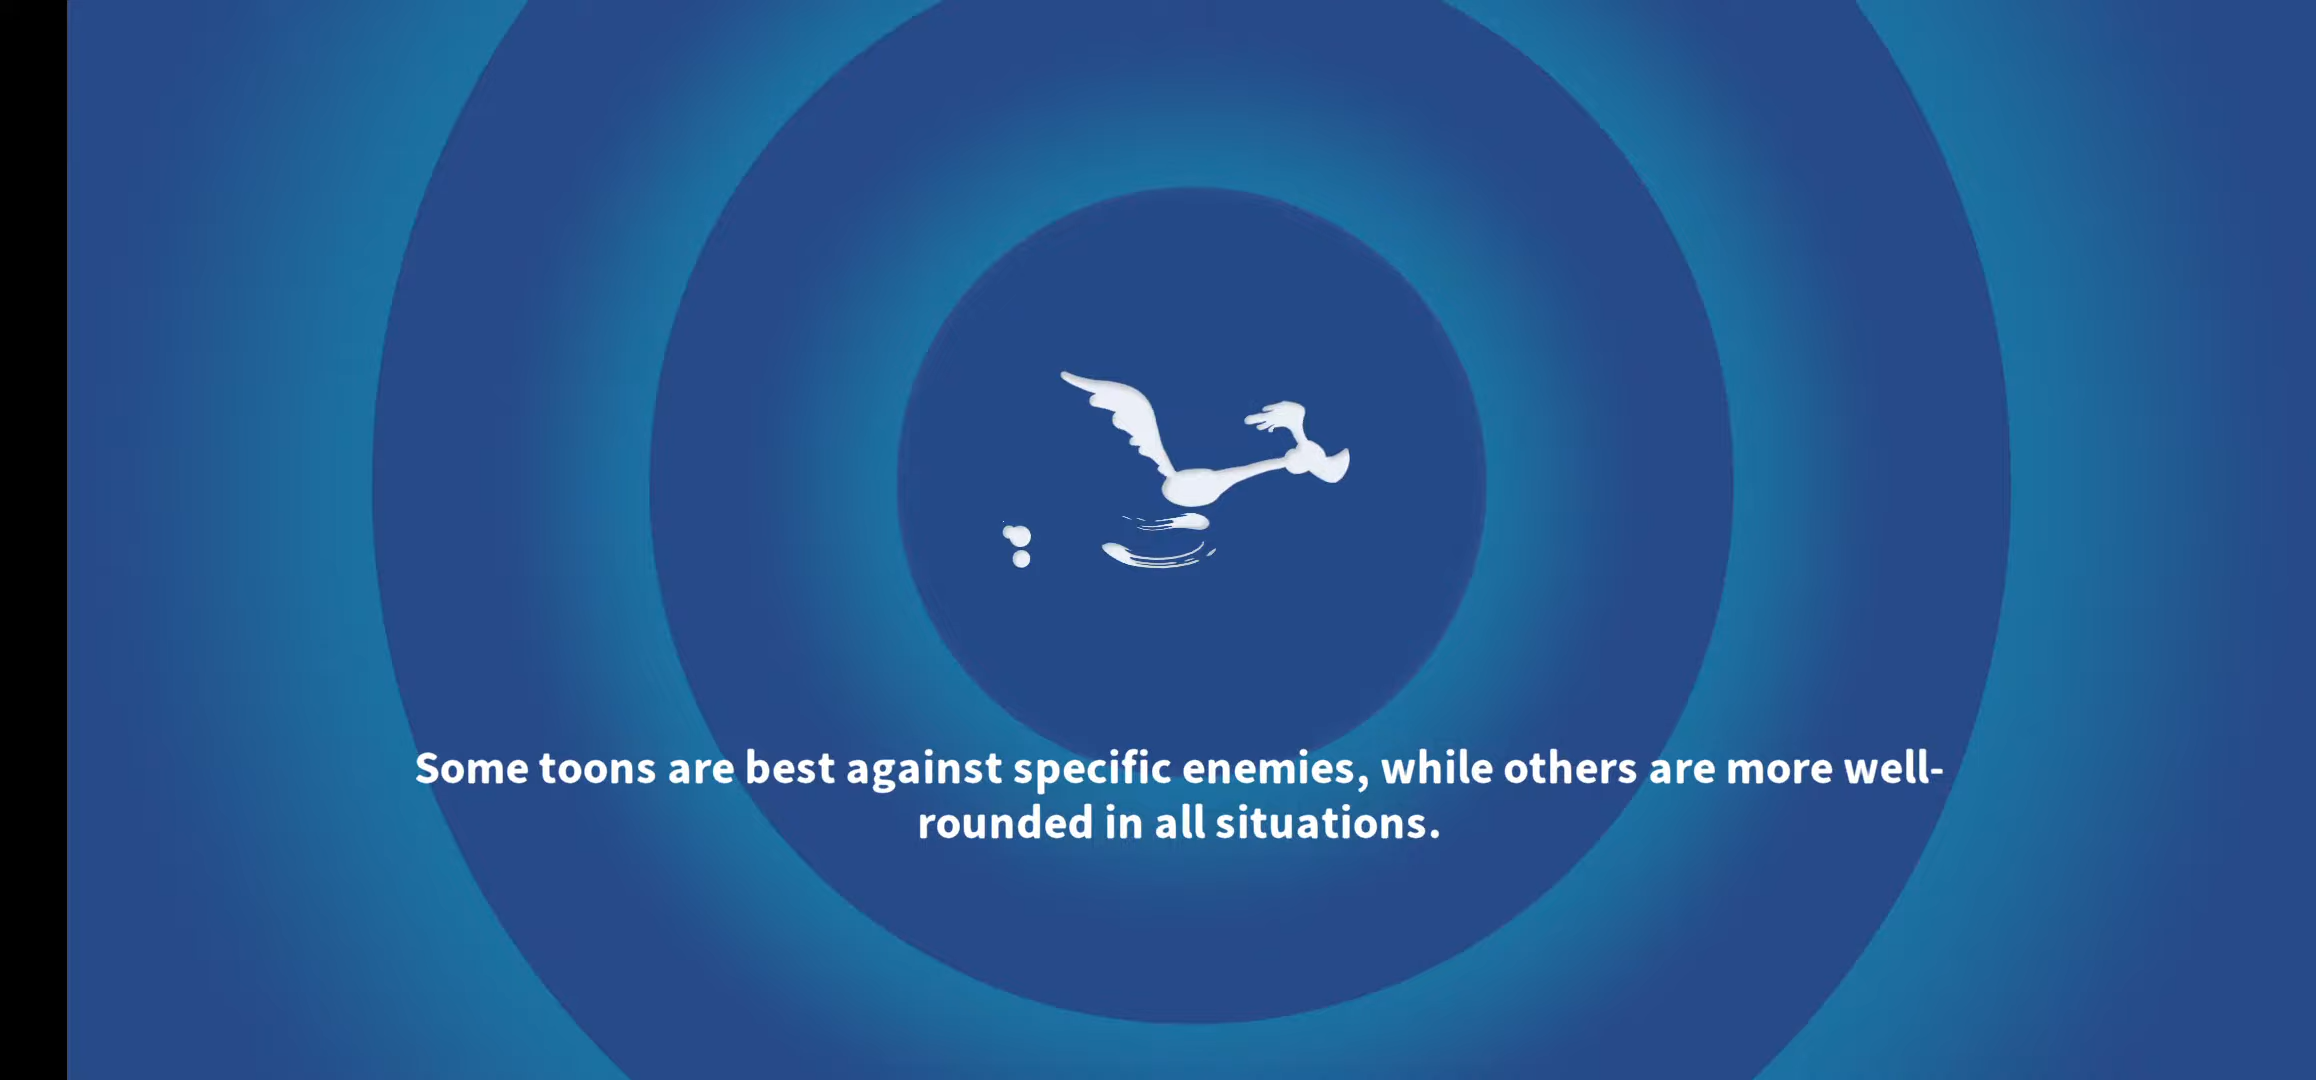 Some toons are best against specific enemies, while others are more well-
rounded in all situations.